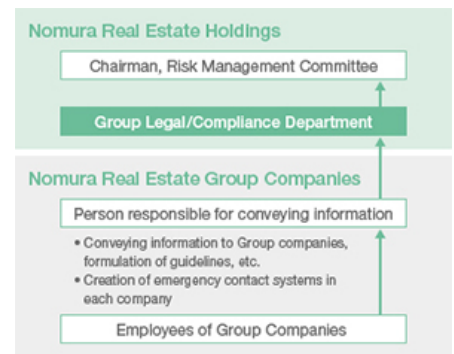 Nomura Real Estate Holdings
Chairman, Risk Management Committee
Group Legal/Compliance Department
Nomura Real Estate Group Companies
Person responsible for conveying information
• Conveying information to Group companies,
formulation of guidelines, etc.
• Creation of emergency contact systems in
each company
Employees of Group Companies